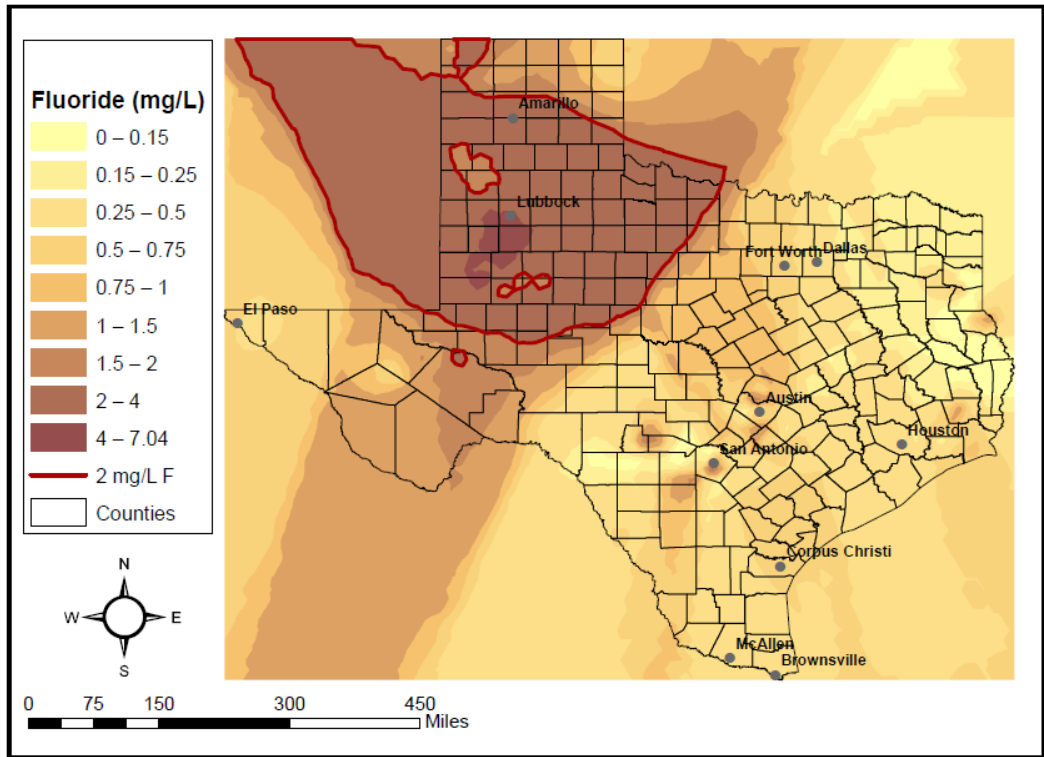 Fluoride (mg/L)
0 – 0.15
0.15 – 0.25
0.25 – 0.5
0.5 – 0.75
0.75 – 1
1 – 1.5
1.5 – 2
2 – 4
4 – 7.04
2 mg/L F
Counties
N
W E
S
0 75 150 300 450
Miles
Amarillo
Lubbock
Fort Worth Dallas
El Paso
Austin
Houston
San Antonio
Corpus Christi
McAllen
Brownsville